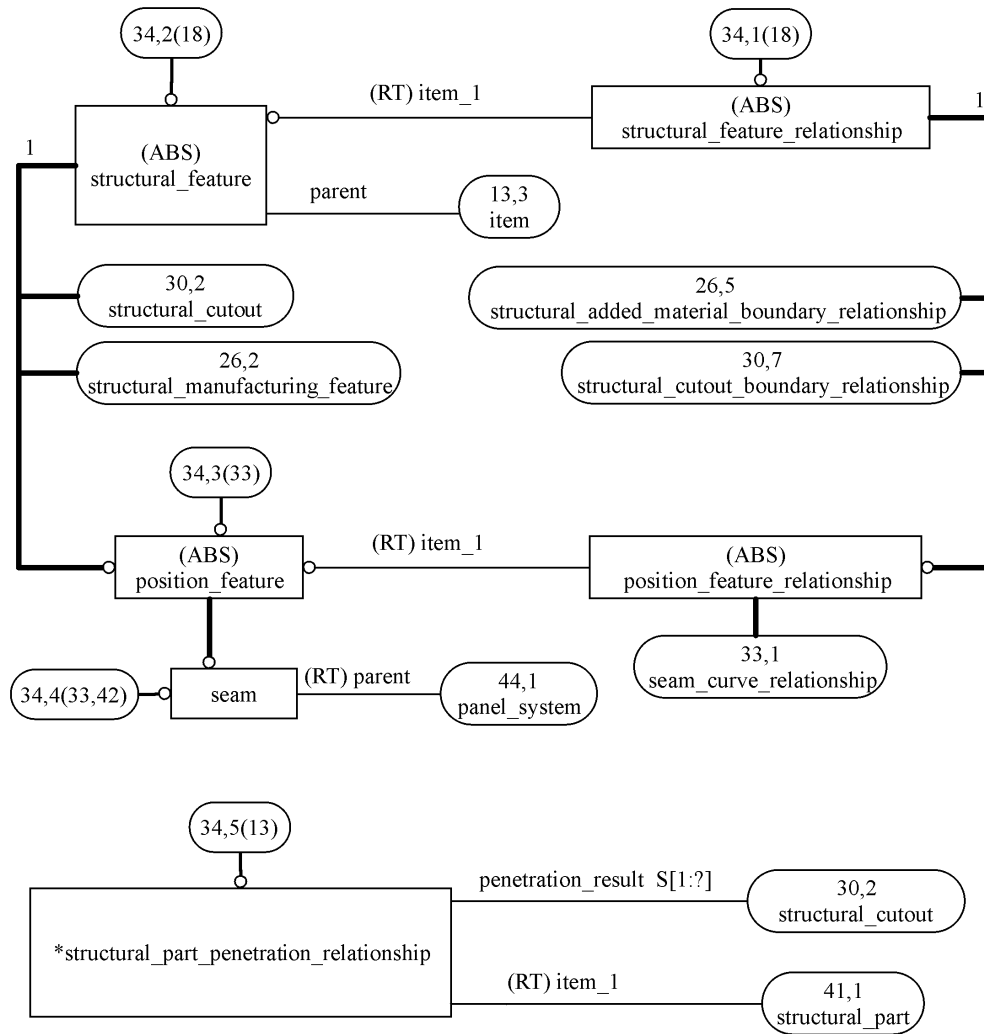 34,2(18)
34,1(18)
(RT) item_1
(ABS)
structural_feature_relationship
1
1
(ABS)
structural_feature
parent
13,3
item
30,2
structural_cutout
26,5
structural_added_material_boundary_relationship
26,2
structural_manufacturing_feature
30,7
structural_cutout_boundary_relationship
34,3(33)
(ABS)
position_feature
(RT) item_1
(ABS)
position_feature_relationship
34,4(33,42)
seam
(RT) parent
44,1
panel_system
33,1
seam_curve_relationship
34,5(13)
*structural_part_penetration_relationship
penetration_result S[1:?]
30,2
structural_cutout
(RT) item_1
41,1
structural_part